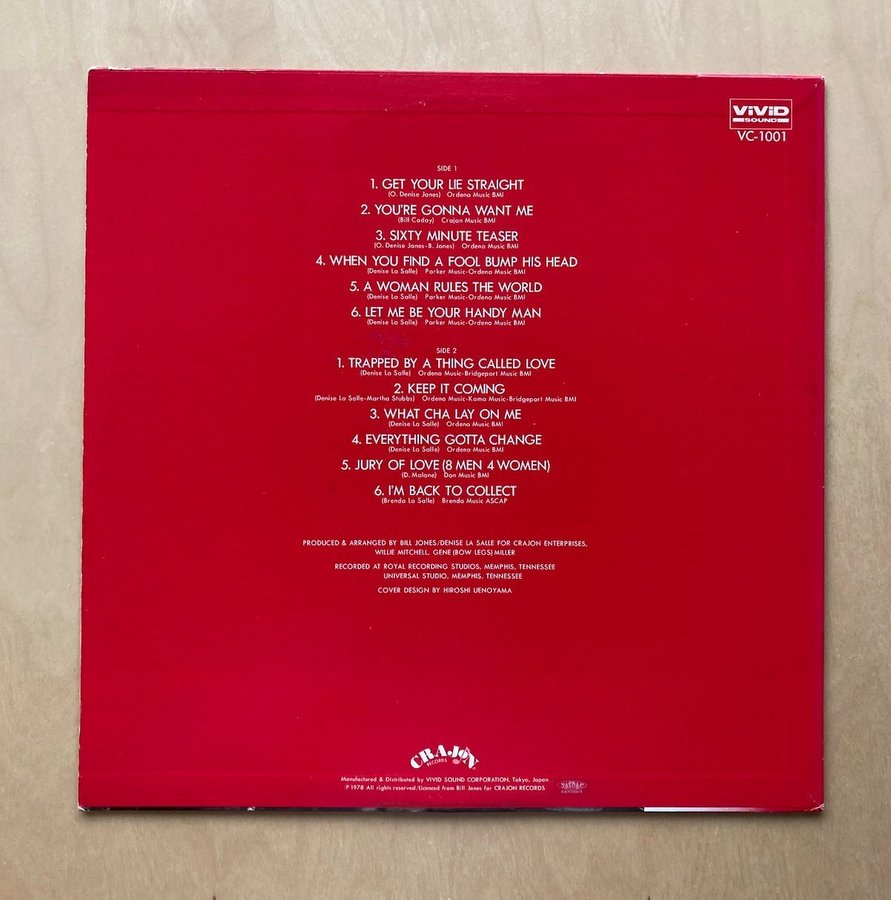 ViViD
SOUND
VC-1001
SIDE 1
1. GET YOUR LIE STRAIGHT
(O. Denise Jones) Ordena Music BMI
2. YOU'RE GONNA WANT ME
(Bill Coday) Crajon Music BMI
3. SIXTY MINUTE TEASER
(O. Denise Jones-B. Jones) Ordena Music BMI
4. WHEN YOU FIND A FOOL BUMP HIS HEAD
(Denise La Salle) Parker Music-Ordena Music BMI
5. A WOMAN RULES THE WORLD
(Denise La Salle) Parker Music-Ordena Music BMI
6. LET ME BE YOUR HANDY MAN
(Denise La Salle) Parker Music-Ordena Music BMI
SIDE 2
1. TRAPPED BY A THING CALLED LOVE
(Denise La Salle) Ordena Music-Bridgeport Music BMI
2. KEEP IT COMING
(Denise La Salle-Martha Stubbs) Ordena Music-Kama Music-Bridgeport Music BMI
3. WHAT CHA LAY ON ME
(Denise La Salle) Ordena Music BMI
4. EVERYTHING GOTTA CHANGE
(Denise La Salle) Ordena Music BMI
5. JURY OF LOVE (8 MEN 4 WOMEN)
(D. Malone) Don Music BMI
6. I'M BACK TO COLLECT
(Brenda La Salle) Brenda Music ASCAP
PRODUCED & ARRANGED BY BILL JONES/DENISE LA SALLE FOR CRAJON ENTERPRISES,
WILLIE MITCHELL, GENE (BOW LEGS) MILLER
RECORDED AT ROYAL RECORDING STUDIOS, MEMPHIS, TENNESSEE
UNIVERSAL STUDIO, MEMPHIS, TENNESSEE
COVER DESIGN BY HIROSHI UENOYAMA
CRAJON
RECORDS
Manufactured & Distributed by VIVID SOUND CORPORATION, Tokyo, Japan
℗1978 All rights reserved/Licenced from Bill Jones for CRAJON RECORDS
JASRAC